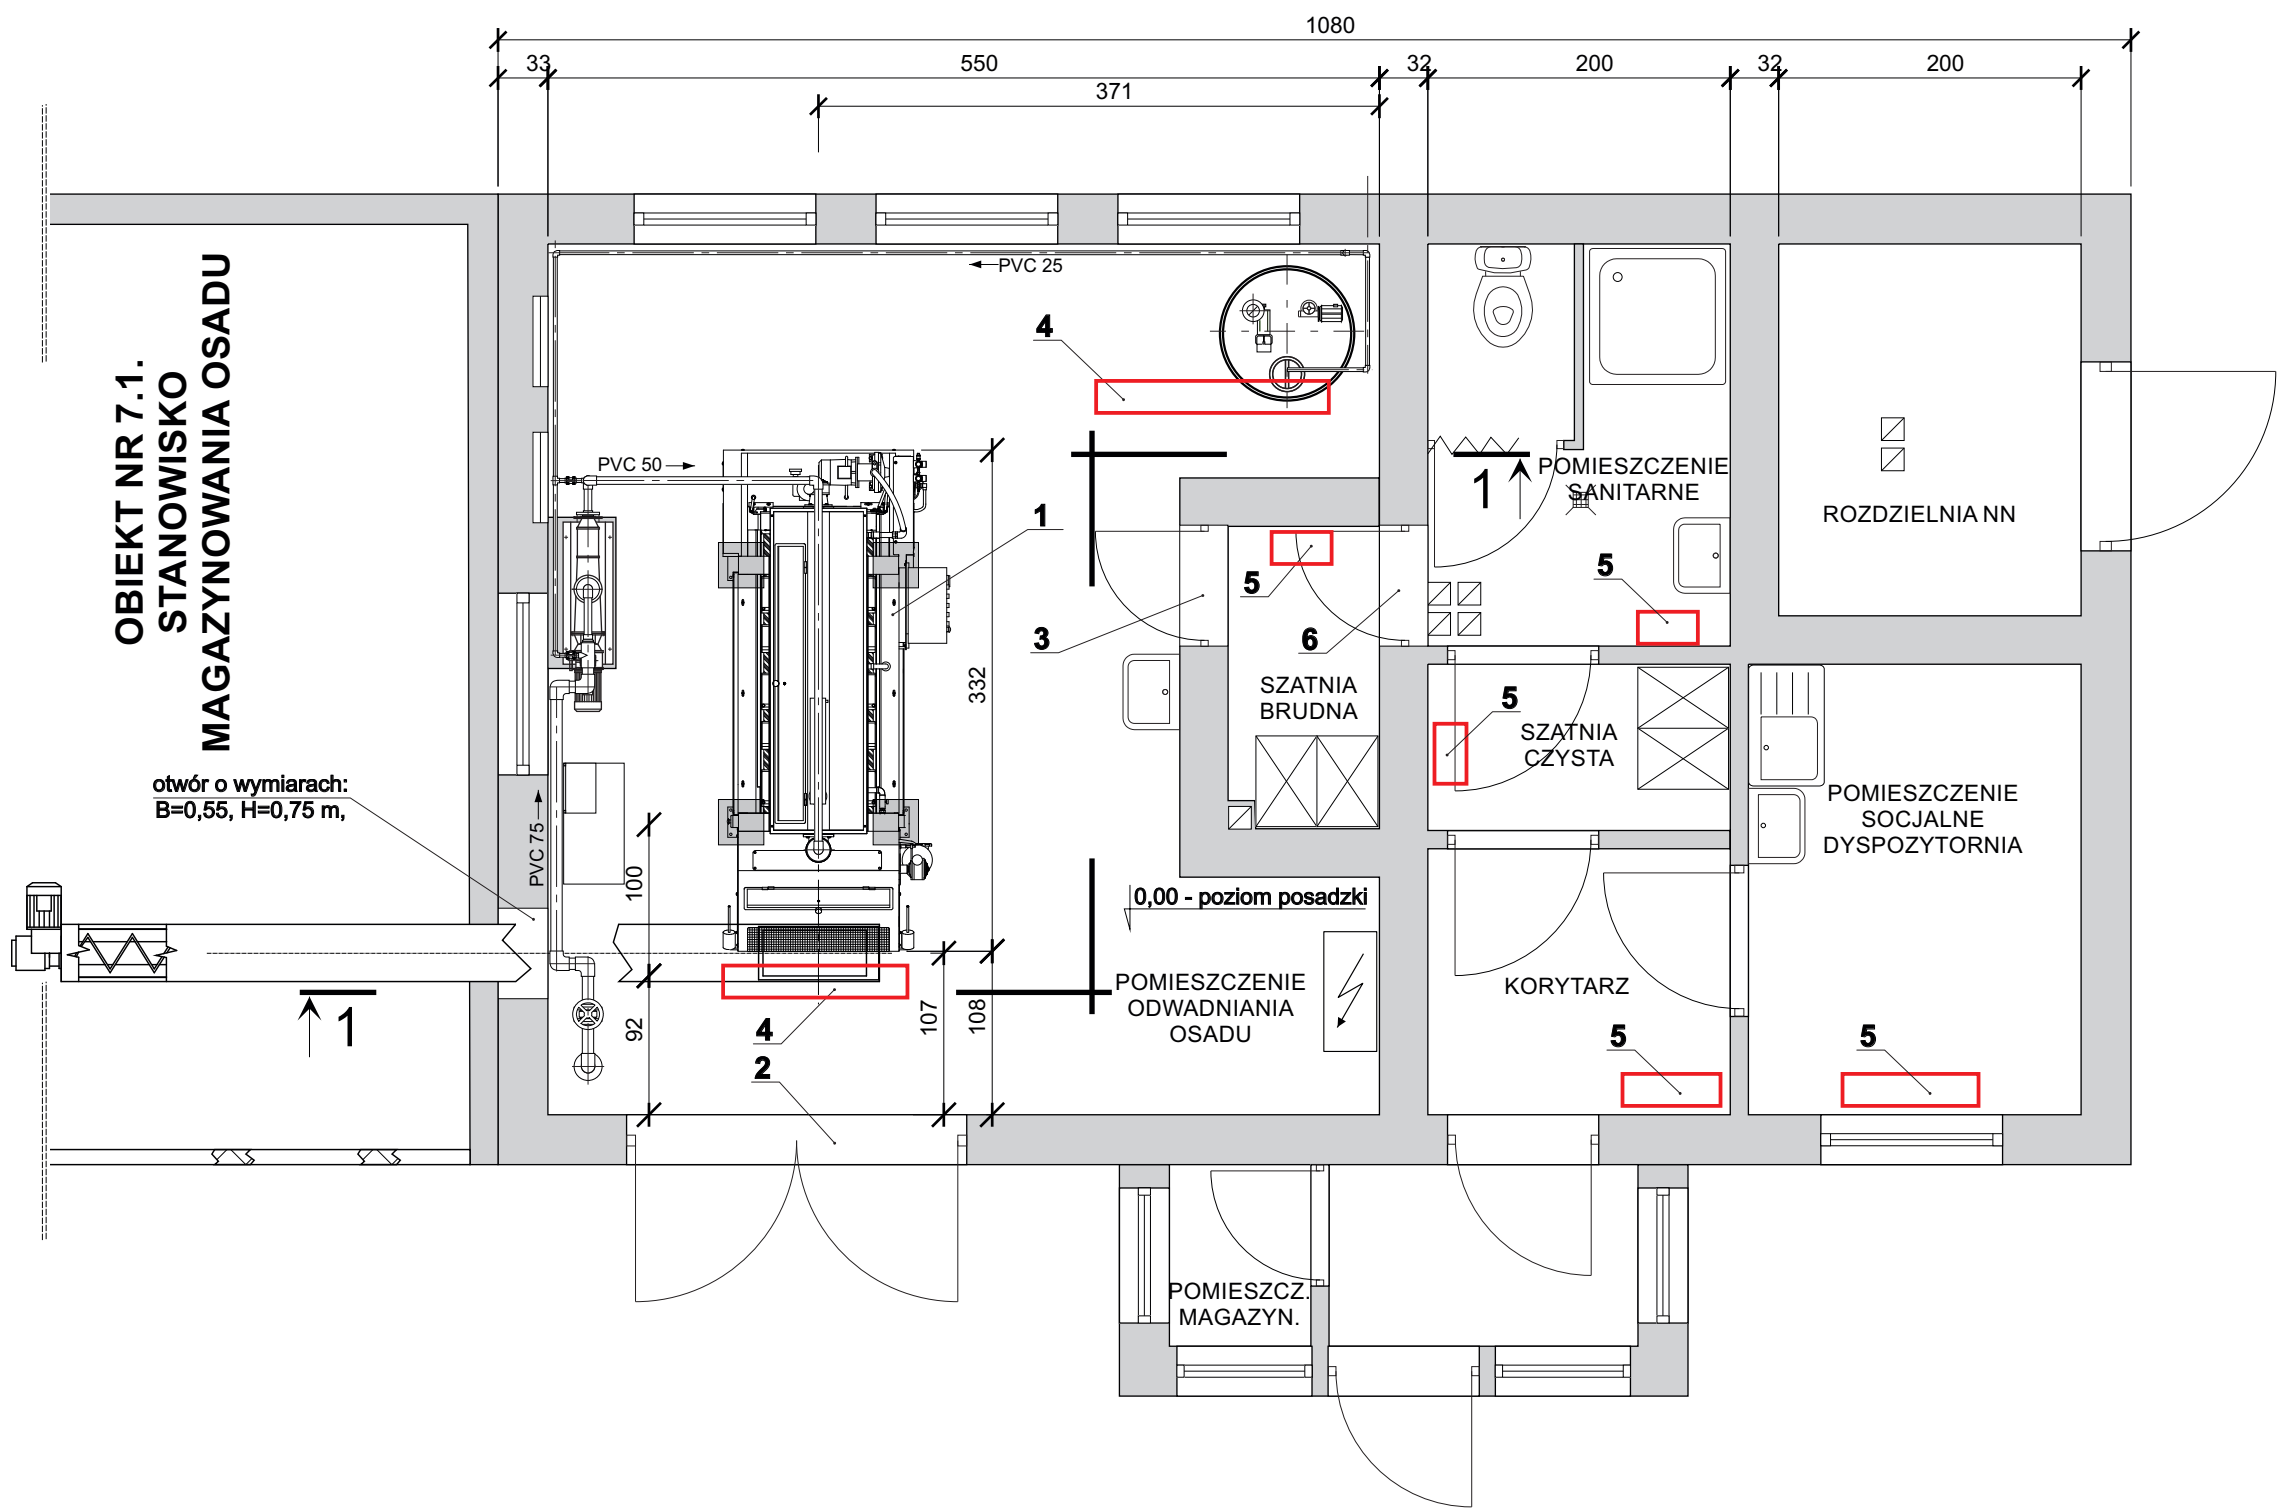 1080
33
550
32
200
32
200
371
OBIEKT NR 7.1.
STANOWISKO
MAGAZYNOWANIA OSADU
PVC 25
4
PVC 50
1
1
POMIESZCZENIE
SANITARNE
ROZDZIELNIA NN
5
5
3
6
332
SZATNIA
BRUDNA
5
SZATNIA
CZYSTA
otwór o wymiarach:
B=0,55, H=0,75 m,
PVC 75
100
POMIESZCZENIE
SOCJALNE
DYSPOZYTORNIA
0,00 - poziom posadzki
POMIESZCZENIE
ODWADNIANIA
OSADU
KORYTARZ
1
92
4
107
108
2
5
5
POMIESZCZ.
MAGAZYN.